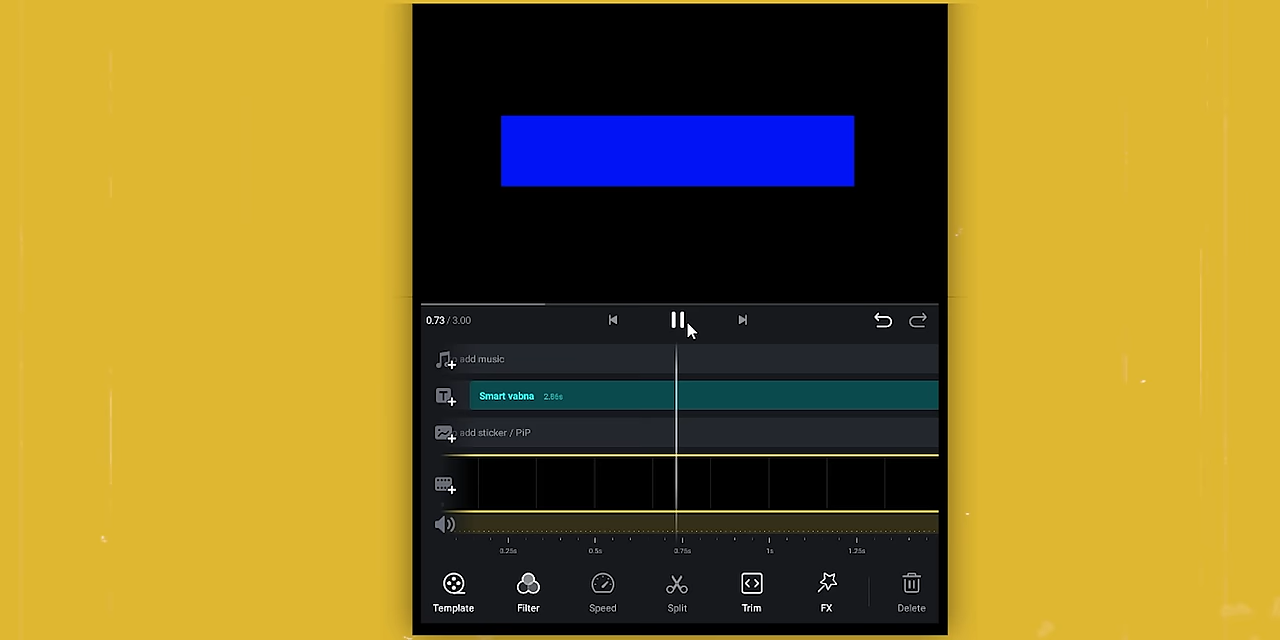 0.73 / 3.00
add music
Smart vabna 2.86s
add sticker / PiP
0.25s 0.5s 0.75s 1s 1.25s
Template Filter Speed Split Trim FX Delete